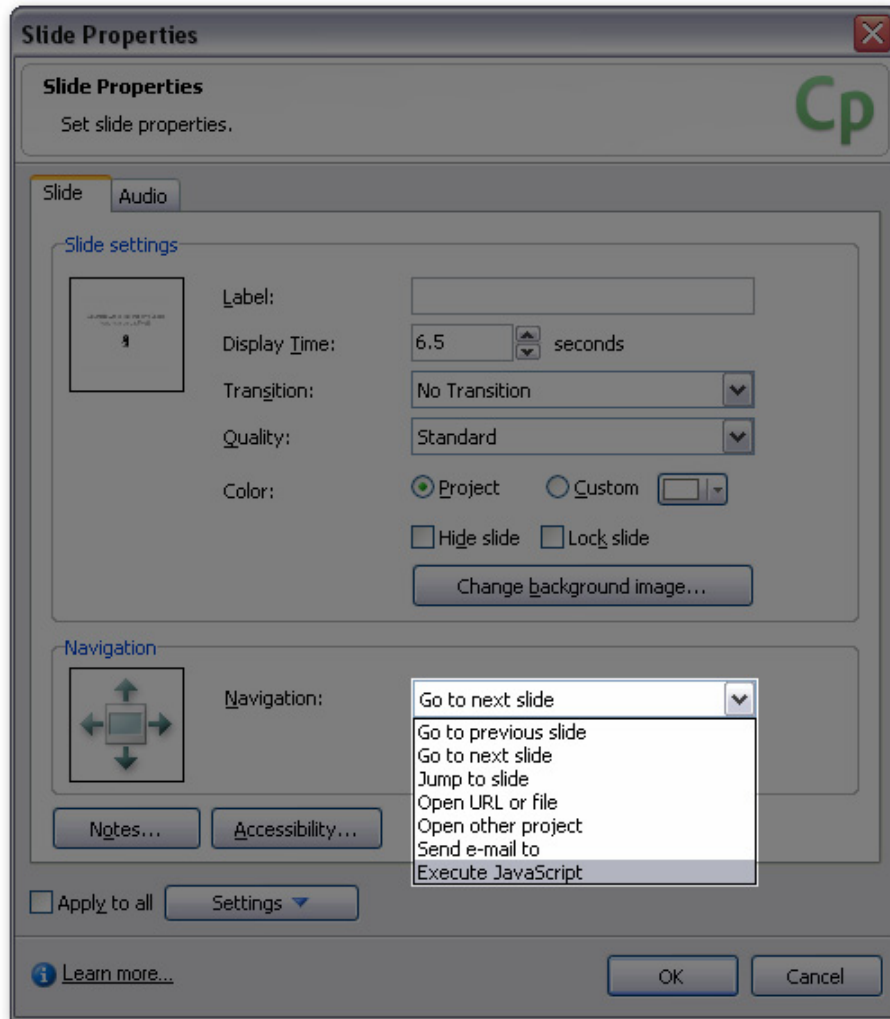 Slide Properties
Slide Properties
Set slide properties.
Cp
Slide
Audio
Slide settings
Label:
Display Time:
6.5
seconds
Transition:
No Transition
Quality:
Standard
Color:
Project
Custom
Hide slide
Lock slide
Change background image...
Navigation
Navigation:
Go to next slide
Go to previous slide
Go to next slide
Jump to slide
Open URL or file
Open other project
Send e-mail to
Execute JavaScript
Notes...
Accessibility...
Apply to all
Settings
Learn more...
OK
Cancel